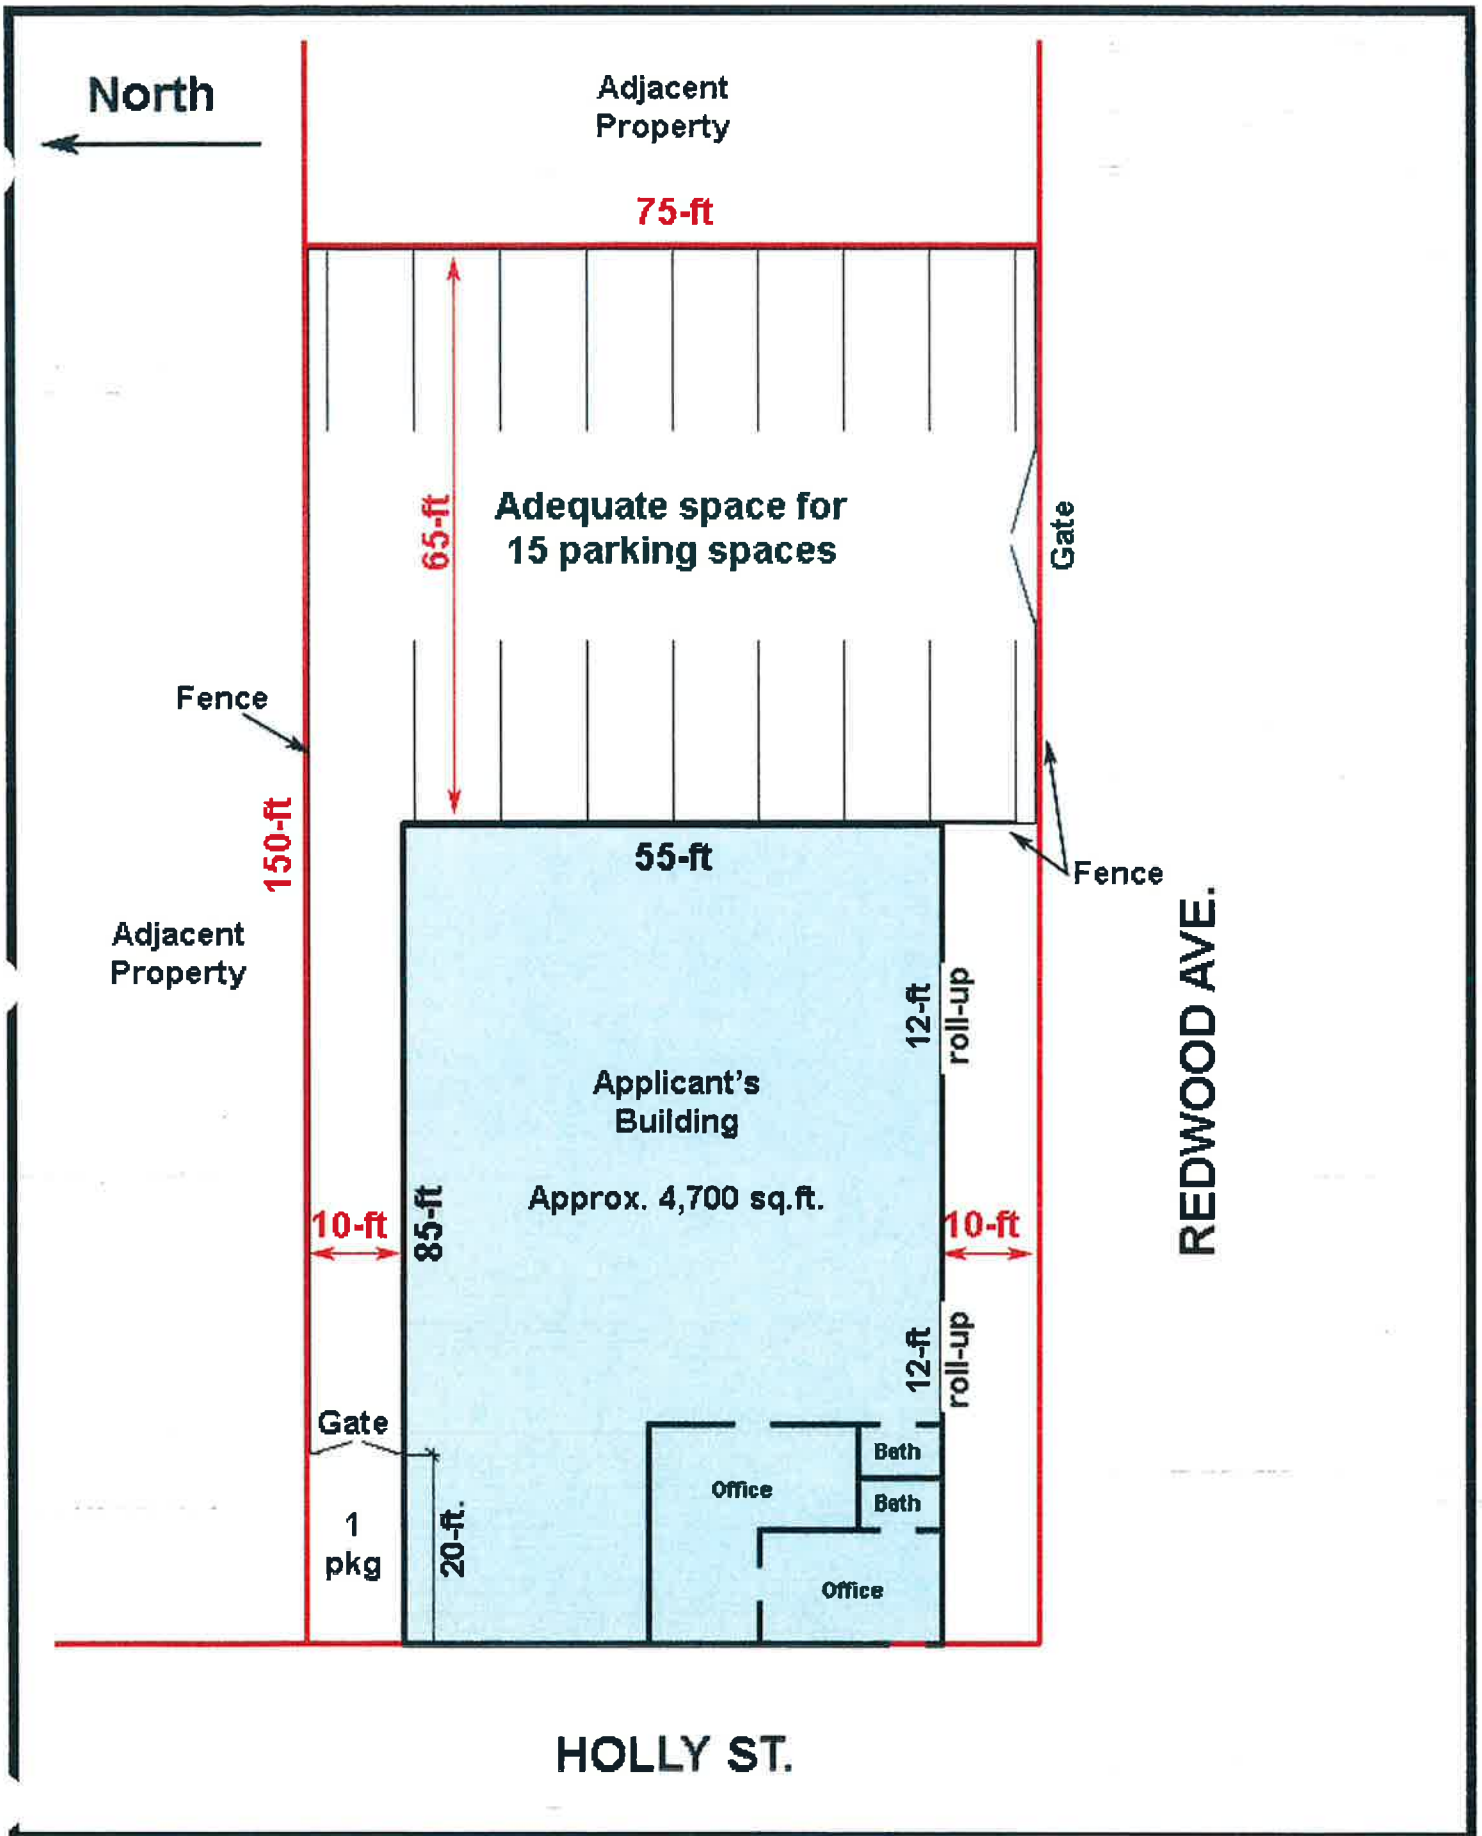 North
Adjacent
Property
75-ft
65-ft
Adequate space for
15 parking spaces
Gate
Fence
150-ft
55-ft
Fence
Adjacent
Property
12-ft
roll-up
REDWOOD AVE.
Applicant's
Building
Approx. 4,700 sq.ft.
10-ft
85-ft
10-ft
12-ft
roll-up
Gate
Bath
Office
Bath
1
pkg
20-ft.
Office
HOLLY ST.